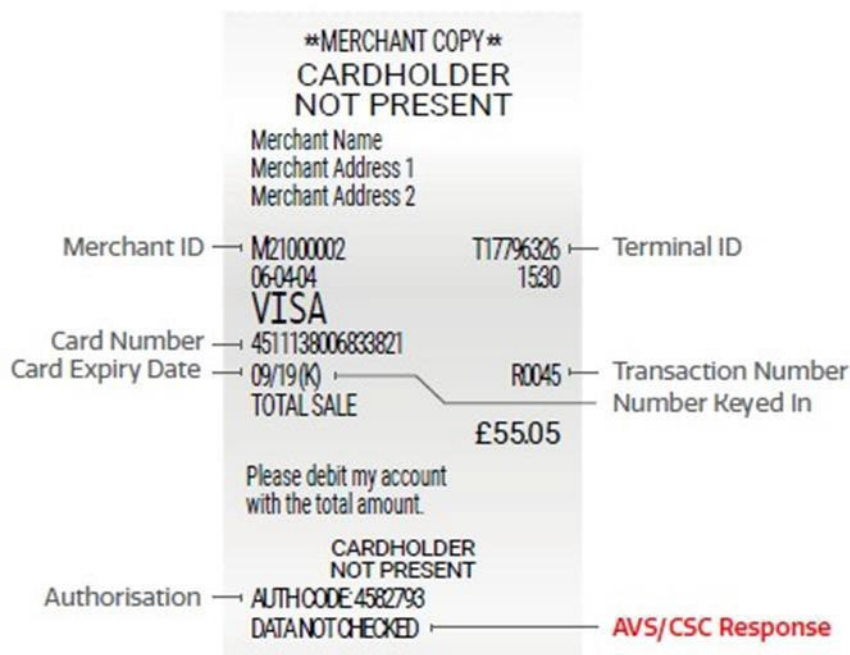 **MERCHANT COPY**
CARDHOLDER
NOT PRESENT
Merchant Name
Merchant Address 1
Merchant Address 2
Merchant ID M21000002 T17796326 Terminal ID
06-04-04 15:30
VISA
Card Number 4511138006833821
Card Expiry Date 09/19 (K) R0045 Transaction Number
TOTAL SALE Number Keyed In
£55.05
Please debit my account
with the total amount.
CARDHOLDER
NOT PRESENT
Authorisation AUTH CODE: 4582793
DATA NOT CHECKED AVS/CSC Response